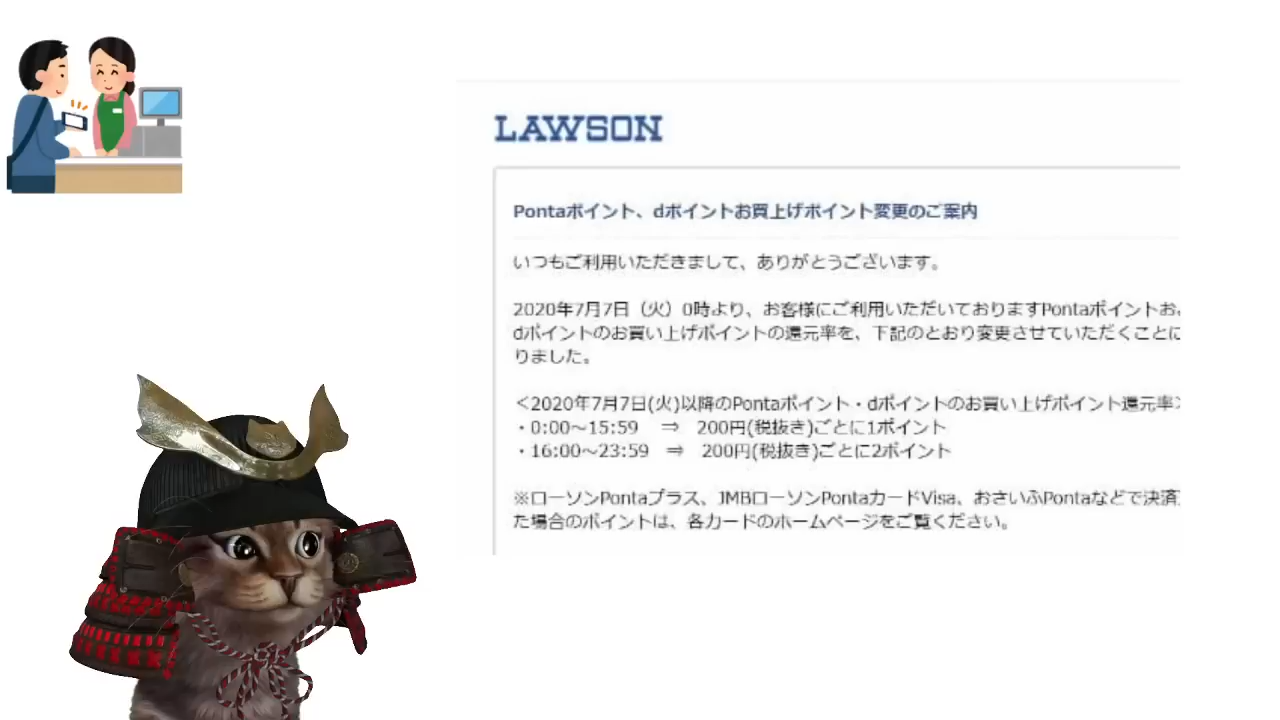 LAWSON
Pontaポイント、dポイントお買上げポイント変更のご案内
いつもご利用いただきまして、ありがとうございます。
2020年7月7日（火）0時より、お客様にご利用いただいておりますPontaポイントお
dポイントのお買い上げポイントの還元率を、下記のとおり変更させていただくことに
りました。
＜2020年7月7日(火)以降のPontaポイント・dポイントのお買い上げポイント還元率＞
・0:00～15:59　⇒　200円(税抜き)ごとに1ポイント
・16:00～23:59　⇒　200円(税抜き)ごとに2ポイント
※ローソンPontaプラス、JMBローソンPontaカードVisa、おさいふPontaなどで決済
た場合のポイントは、各カードのホームページをご覧ください。